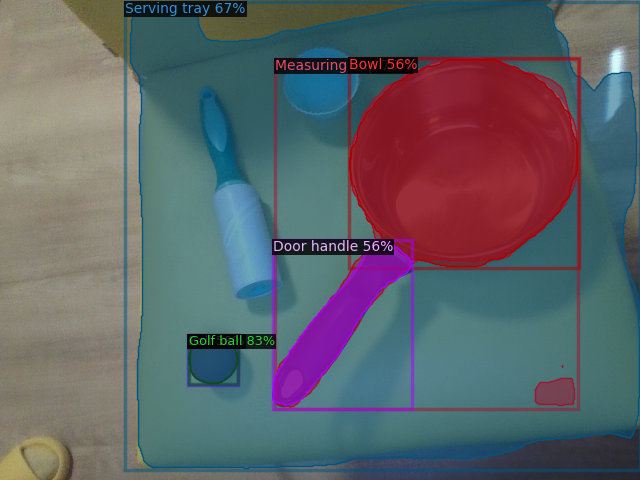 Serving tray 67%
Measuring
Bowl 56%
Door handle 56%
Golf ball 83%